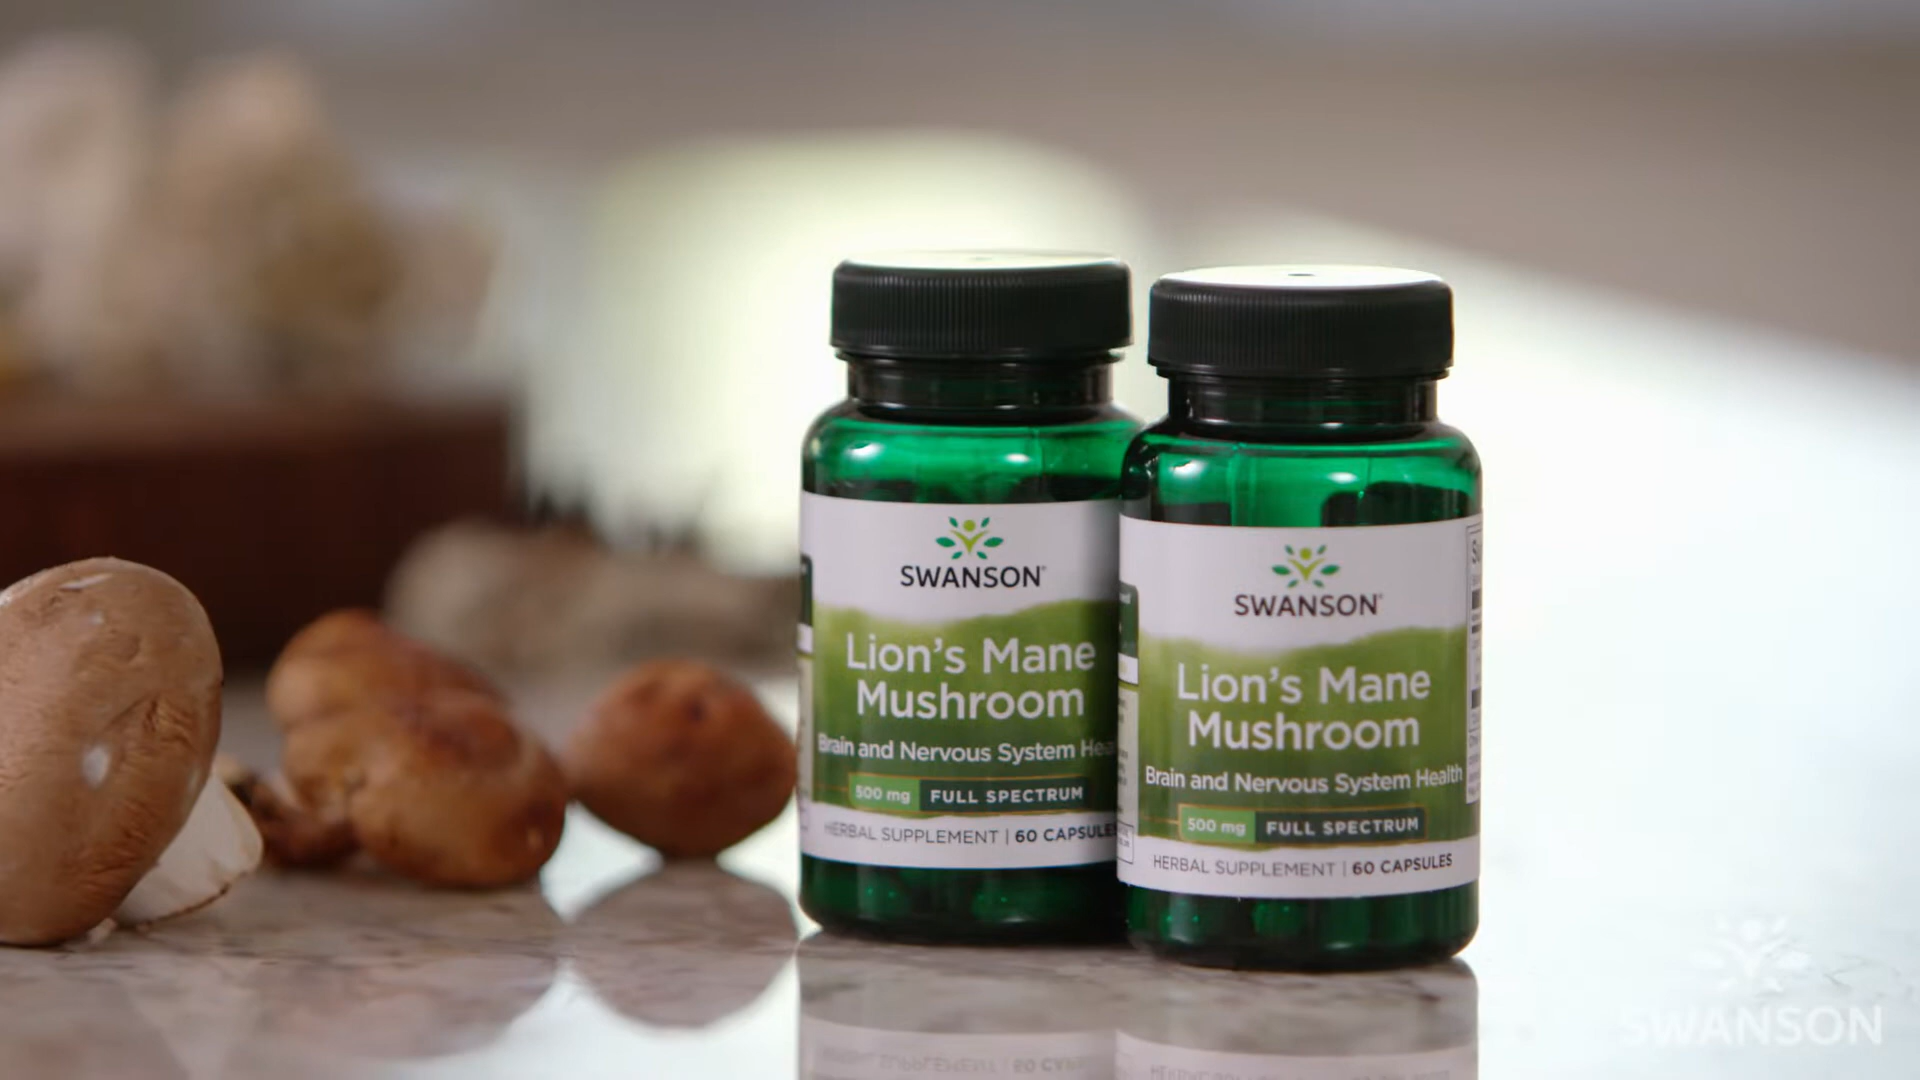 SWANSON
Lion's Mane
Mushroom
Brain and Nervous System Hea
500 mg FULL SPECTRUM
HERBAL SUPPLEMENT | 60 CAPSULES
SWANSON
Lion's Mane
Mushroom
Brain and Nervous System Health
500 mg FULL SPECTRUM
HERBAL SUPPLEMENT | 60 CAPSULES
SWANSON